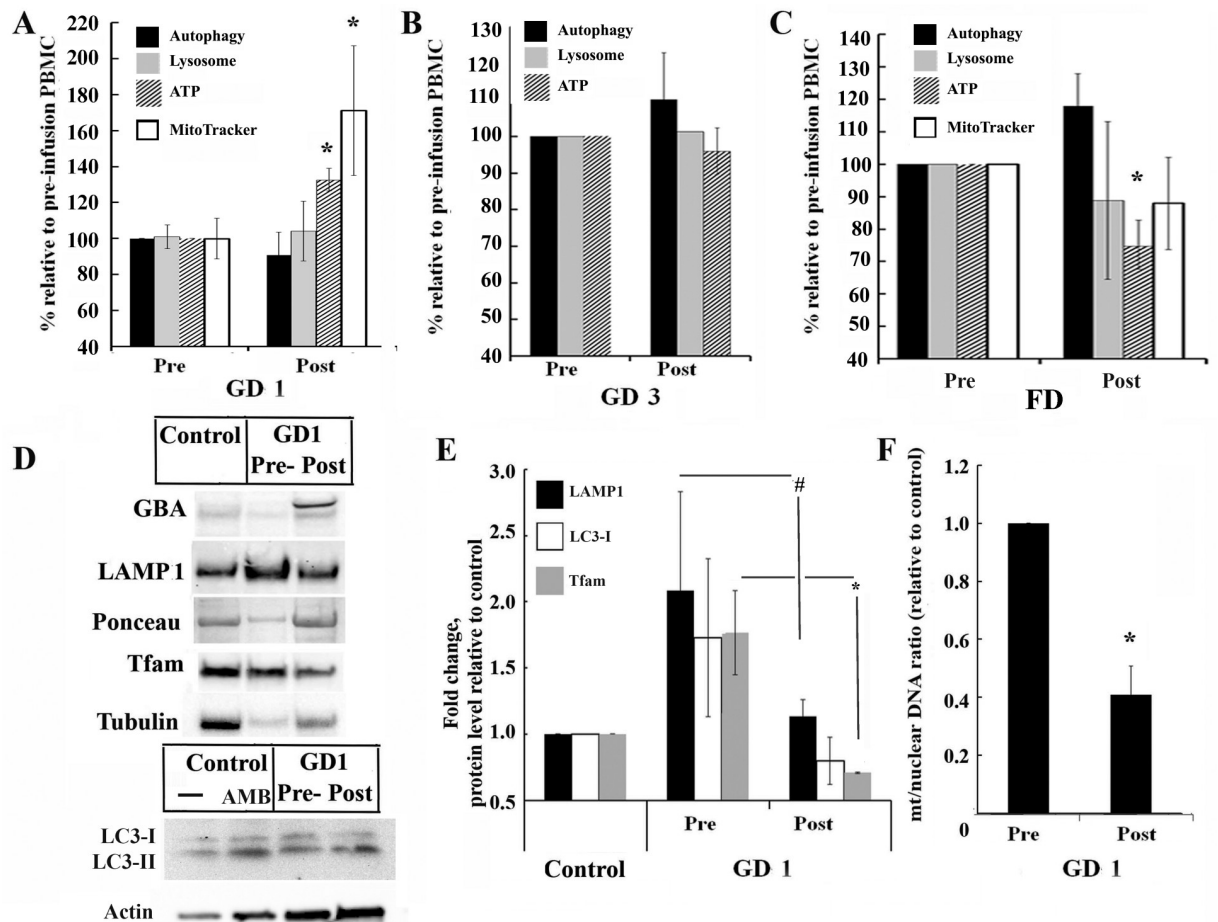 A
% relative to pre-infusion PBMC
220
200
180
160
140
120
100
80
60
40
Autophagy
Lysosome
ATP
MitoTracker
*
*
Pre
Post
GD 1
B
% relative to pre-infusion PBMC
130
120
110
100
90
80
70
60
50
40
Autophagy
Lysosome
ATP
Pre
Post
GD 3
C
% relative to pre-infusion PBMC
140
130
120
110
100
90
80
70
60
50
40
Autophagy
Lysosome
ATP
MitoTracker
*
Pre
Post
FD
D
Control
GD1
Pre- Post
GBA
LAMP1
Ponceau
Tfam
Tubulin
Control
GD1
— AMB
Pre- Post
LC3-I
LC3-II
Actin
E
Fold change,
protein level relative to control
3.0
2.5
2.0
1.5
1.0
0.5
LAMP1
LC3-I
Tfam
#
*
Pre
Post
Control
GD 1
F
mt/nuclear DNA ratio (relative to control)
1.2
1.0
0.8
0.6
0.4
0.2
0
*
Pre
Post
GD 1